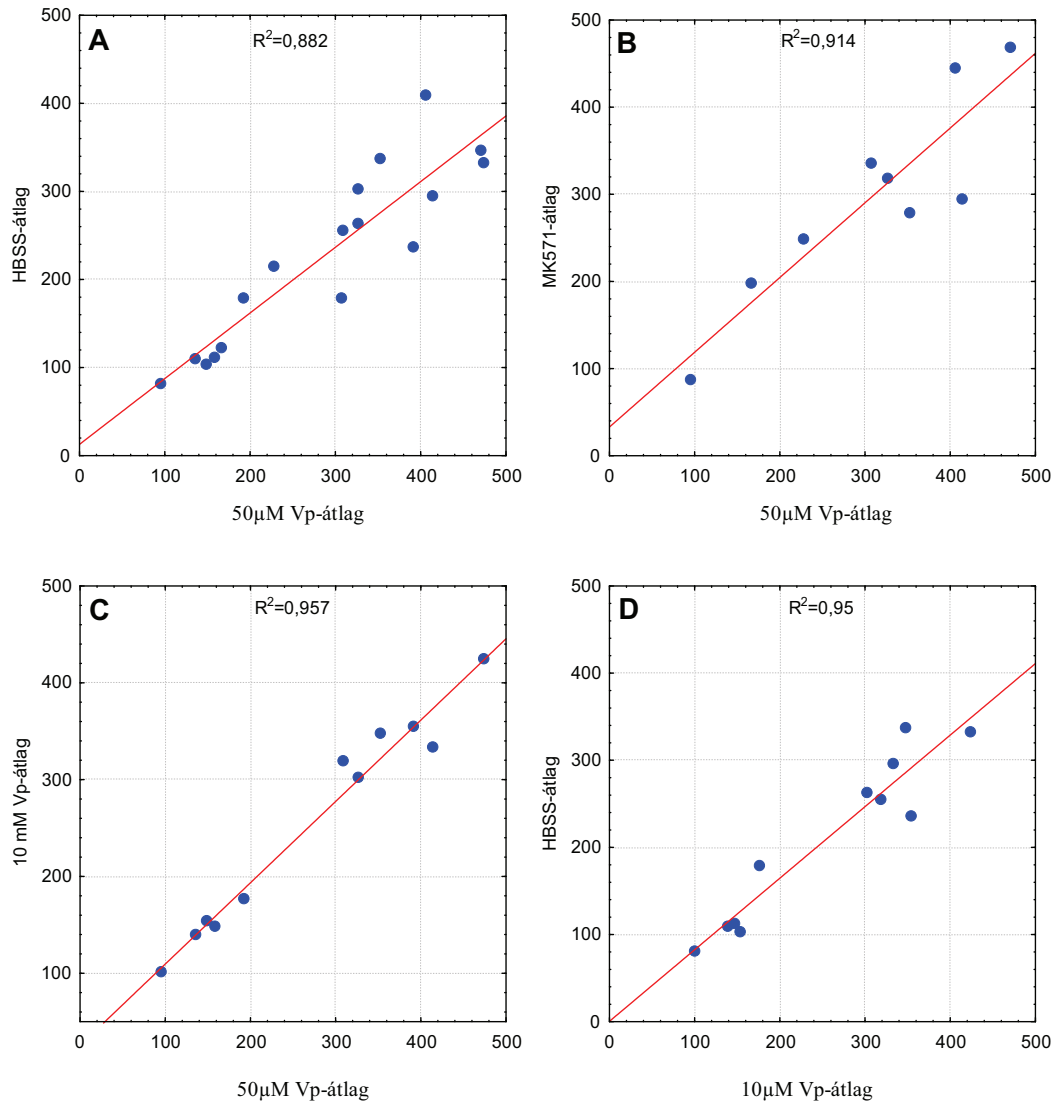 A
R²=0,882
HBSS-átlag
500
400
300
200
100
0
0 100 200 300 400 500
50µM Vp-átlag
B
R²=0,914
MK571-átlag
500
400
300
200
100
0
0 100 200 300 400 500
50µM Vp-átlag
C
R²=0,957
10 mM Vp-átlag
500
400
300
200
100
0 100 200 300 400 500
50µM Vp-átlag
D
R²=0,95
HBSS-átlag
500
400
300
200
100
0
0 100 200 300 400 500
10µM Vp-átlag